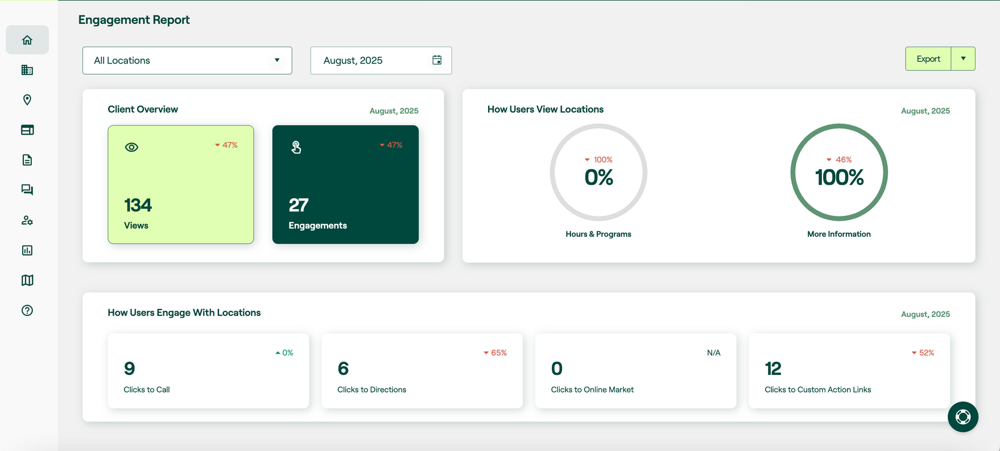 Engagement Report
All Locations
August, 2025
Export
Client Overview
August, 2025
47%
134
Views
47%
27
Engagements
How Users View Locations
August, 2025
100%
0%
Hours & Programs
46%
100%
More Information
How Users Engage With Locations
August, 2025
0%
9
Clicks to Call
65%
6
Clicks to Directions
N/A
0
Clicks to Online Market
52%
12
Clicks to Custom Action Links